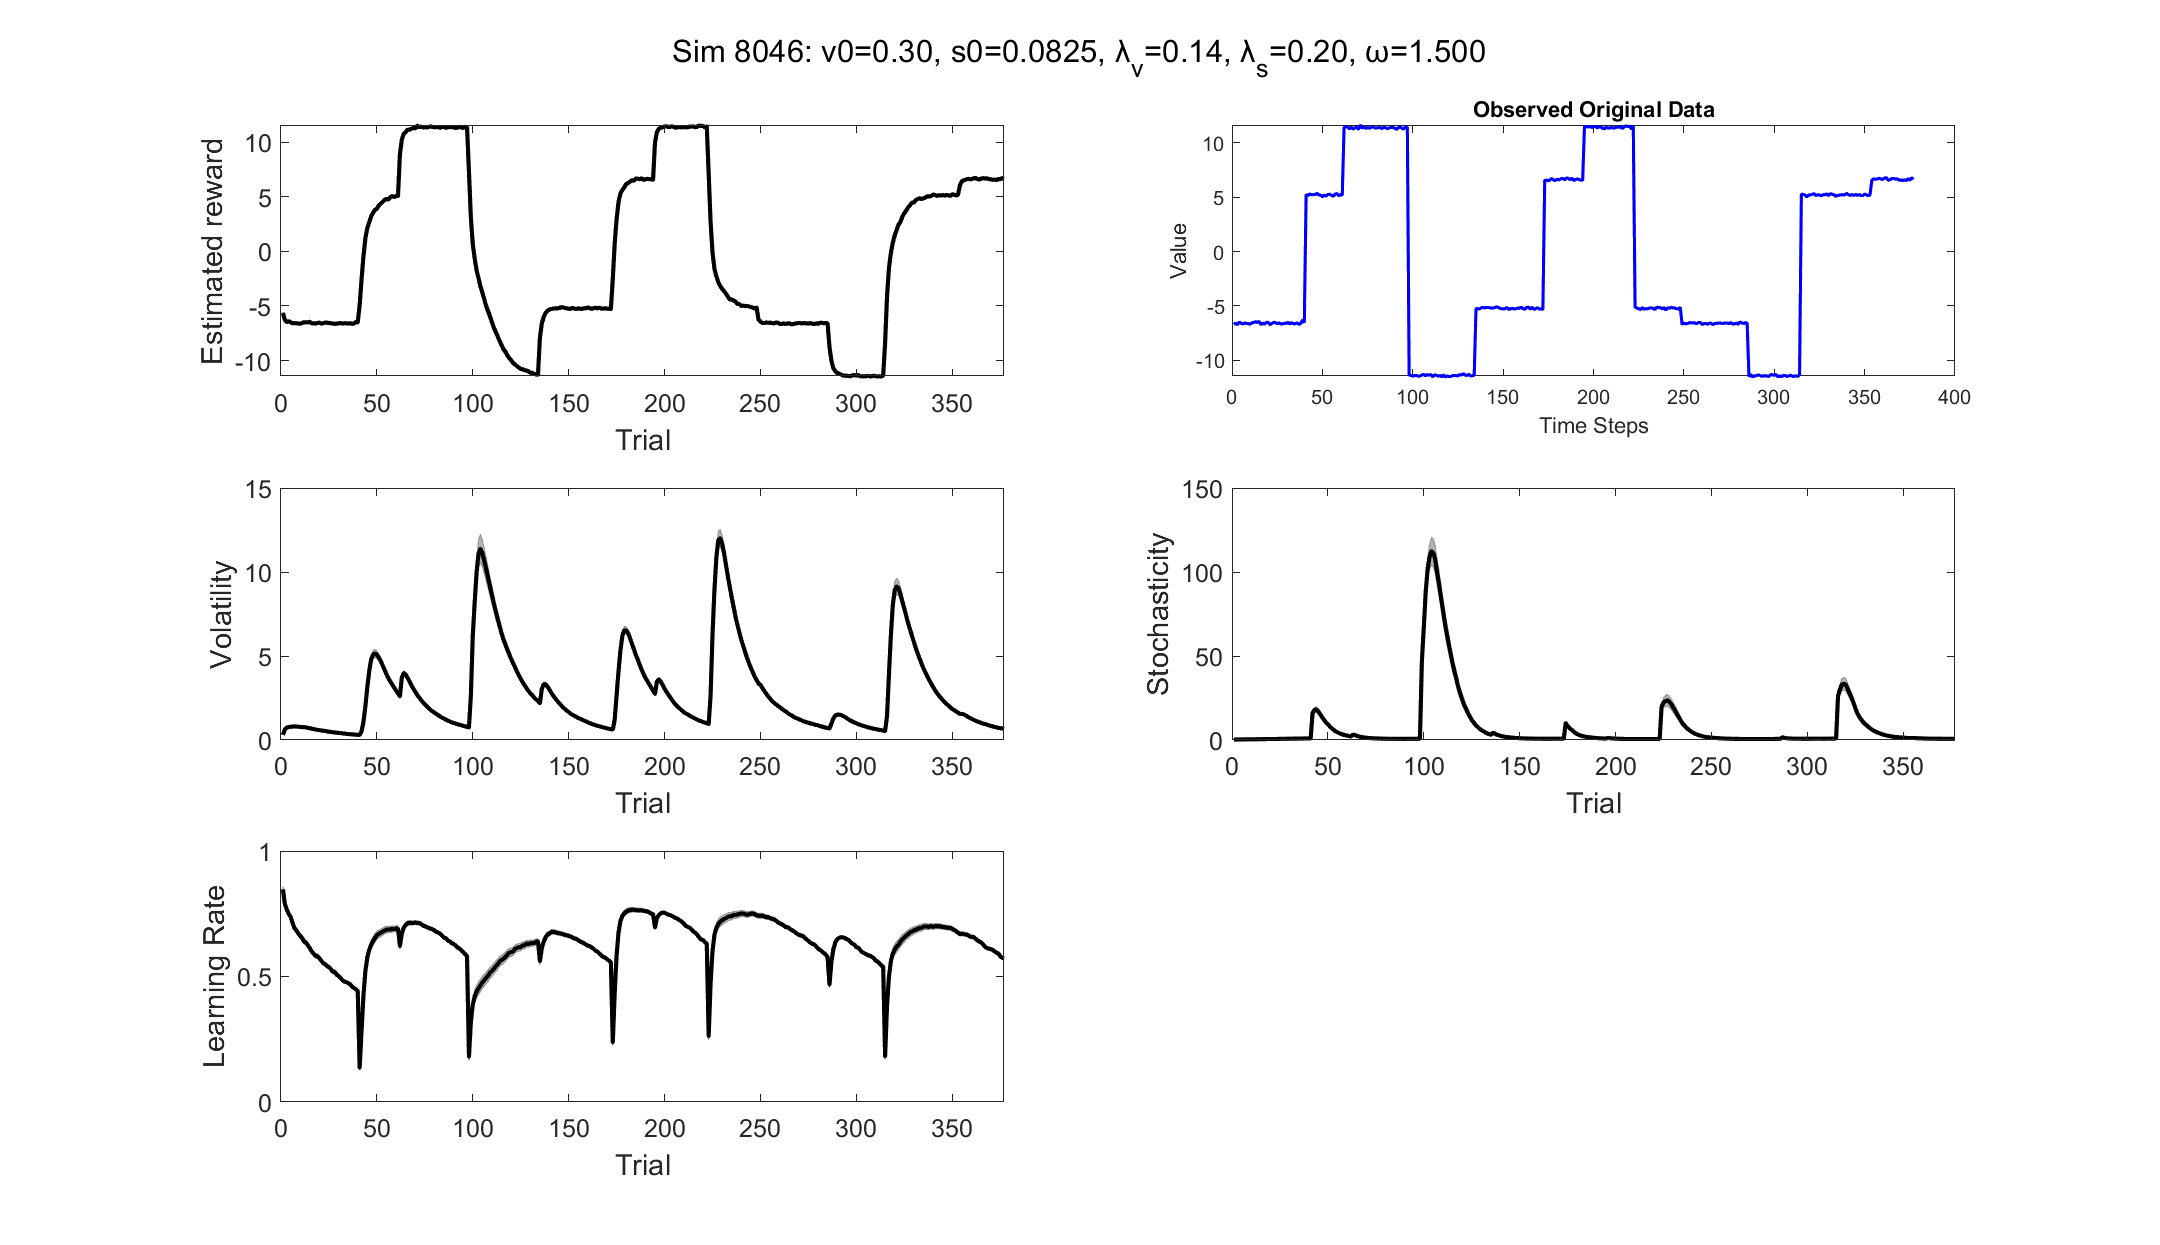 Sim 8046: v0=0.30, s0=0.0825, λ_v=0.14, λ_s=0.20, ω=1.500
Estimated reward
10
5
0
-5
-10
0 50 100 150 200 250 300 350
Trial
Observed Original Data
Value
10
5
0
-5
-10
0 50 100 150 200 250 300 350 400
Time Steps
Volatility
15
10
5
0
0 50 100 150 200 250 300 350
Trial
Stochasticity
150
100
50
0
0 50 100 150 200 250 300 350
Trial
Learning Rate
1
0.5
0
0 50 100 150 200 250 300 350
Trial